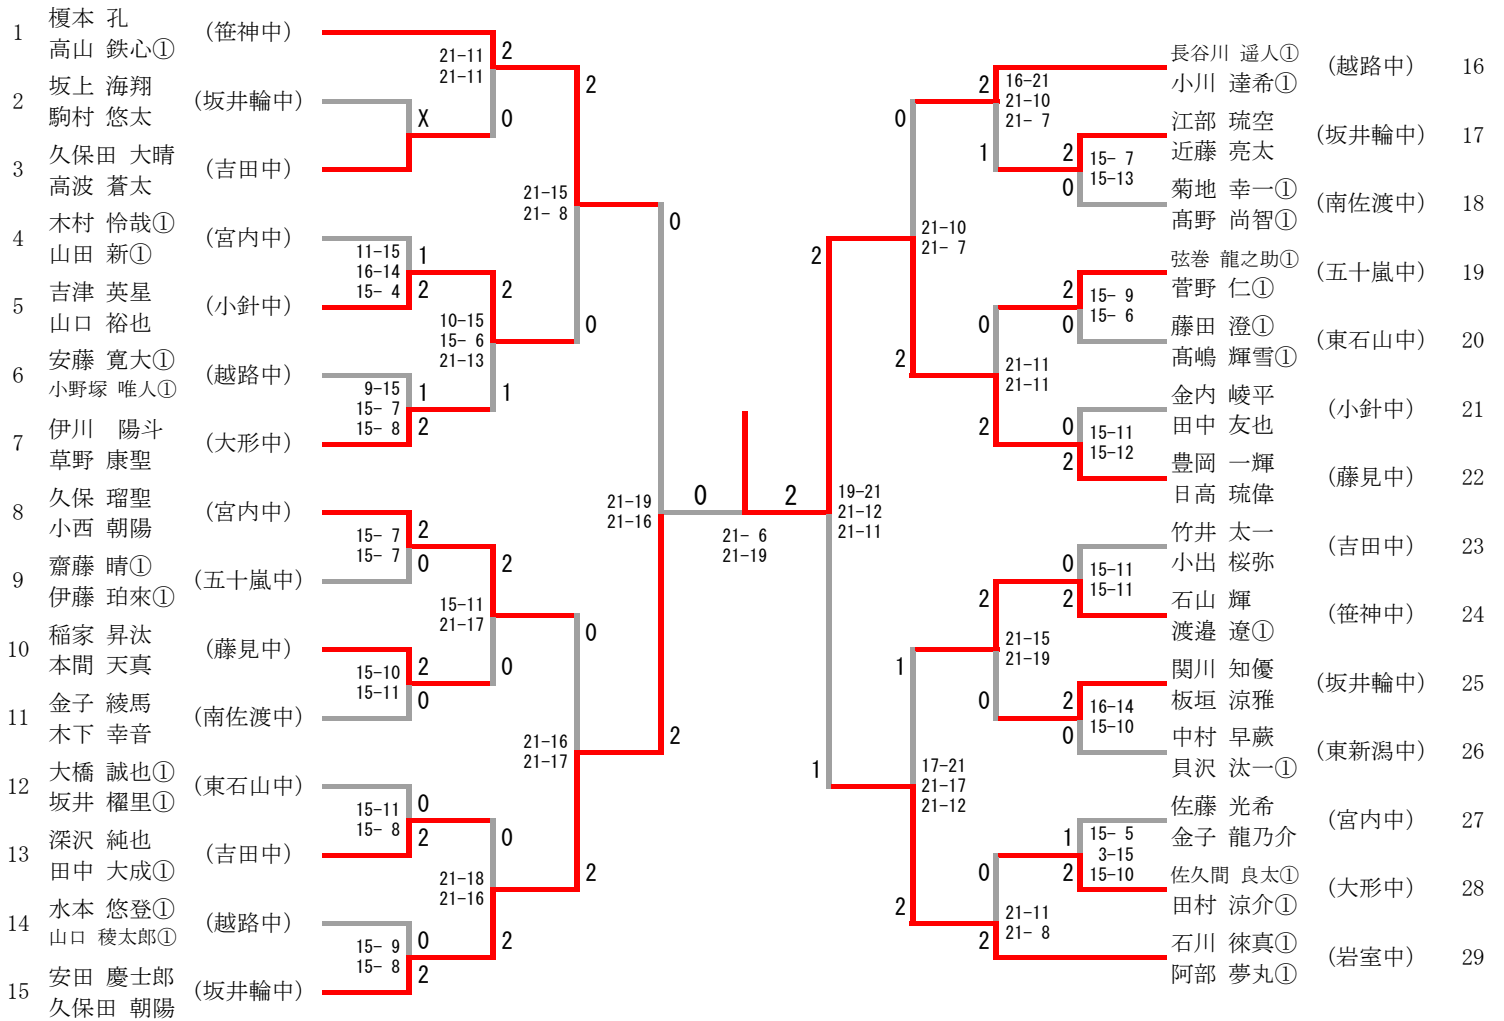 1 榎本 孔 (笹神中)
高山 鉄心①
2 坂上 海翔 (坂井輪中)
駒村 悠太
3 久保田 大晴 (吉田中)
高波 蒼太
4 木村 怜哉① (宮内中)
山田 新①
5 吉津 英星 (小針中)
山口 裕也
6 安藤 寛大① (越路中)
小野塚 唯人①
7 伊川 陽斗 (大形中)
草野 康聖
8 久保 瑠聖 (宮内中)
小西 朝陽
9 齋藤 晴① (五十嵐中)
伊藤 珀來①
10 稲家 昇汰 (藤見中)
本間 天真
11 金子 綾馬 (南佐渡中)
木下 幸音
12 大橋 誠也① (東石山中)
坂井 櫂里①
13 深沢 純也 (吉田中)
田中 大成①
14 水本 悠登① (越路中)
山口 稜太郎①
15 安田 慶士郎 (坂井輪中)
久保田 朝陽
X
11-15
16-14
15- 4
1
2
9-15
15- 7
15- 8
1
2
15- 7
15- 7
2
0
15-10
15-11
2
0
15-11
15- 8
0
2
15- 9
15- 8
0
2
21-11
21-11
2
0
10-15
15- 6
21-13
2
1
15-11
21-17
2
0
21-18
21-16
0
2
21-15
21- 8
2
0
21-16
21-17
0
2
21-19
21-16
0
2
0
2
21- 6
21-19
19-21
21-12
21-11
2
1
21-10
21- 7
0
2
17-21
21-17
21-12
1
2
16-21
21-10
21- 7
2
1
21-11
21-11
0
2
21-15
21-19
2
0
21-11
21- 8
0
2
15- 7
15-13
2
0
15- 9
15- 6
2
0
15-11
15-12
0
2
15-11
15-11
0
2
16-14
15-10
2
0
15- 5
3-15
15-10
1
2
長谷川 遥人① (越路中) 16
小川 達希①
江部 琉空 (坂井輪中) 17
近藤 亮太
菊地 幸一① (南佐渡中) 18
髙野 尚智①
弦巻 龍之助① (五十嵐中) 19
菅野 仁①
藤田 澄① (東石山中) 20
髙嶋 輝雪①
金内 崚平 (小針中) 21
田中 友也
豊岡 一輝 (藤見中) 22
日高 琉偉
竹井 太一 (吉田中) 23
小出 桜弥
石山 輝 (笹神中) 24
渡邉 遼①
関川 知優 (坂井輪中) 25
板垣 涼雅
中村 早蕨 (東新潟中) 26
貝沢 汰一①
佐藤 光希 (宮内中) 27
金子 龍乃介
佐久間 良太① (大形中) 28
田村 涼介①
石川 徠真① (岩室中) 29
阿部 夢丸①